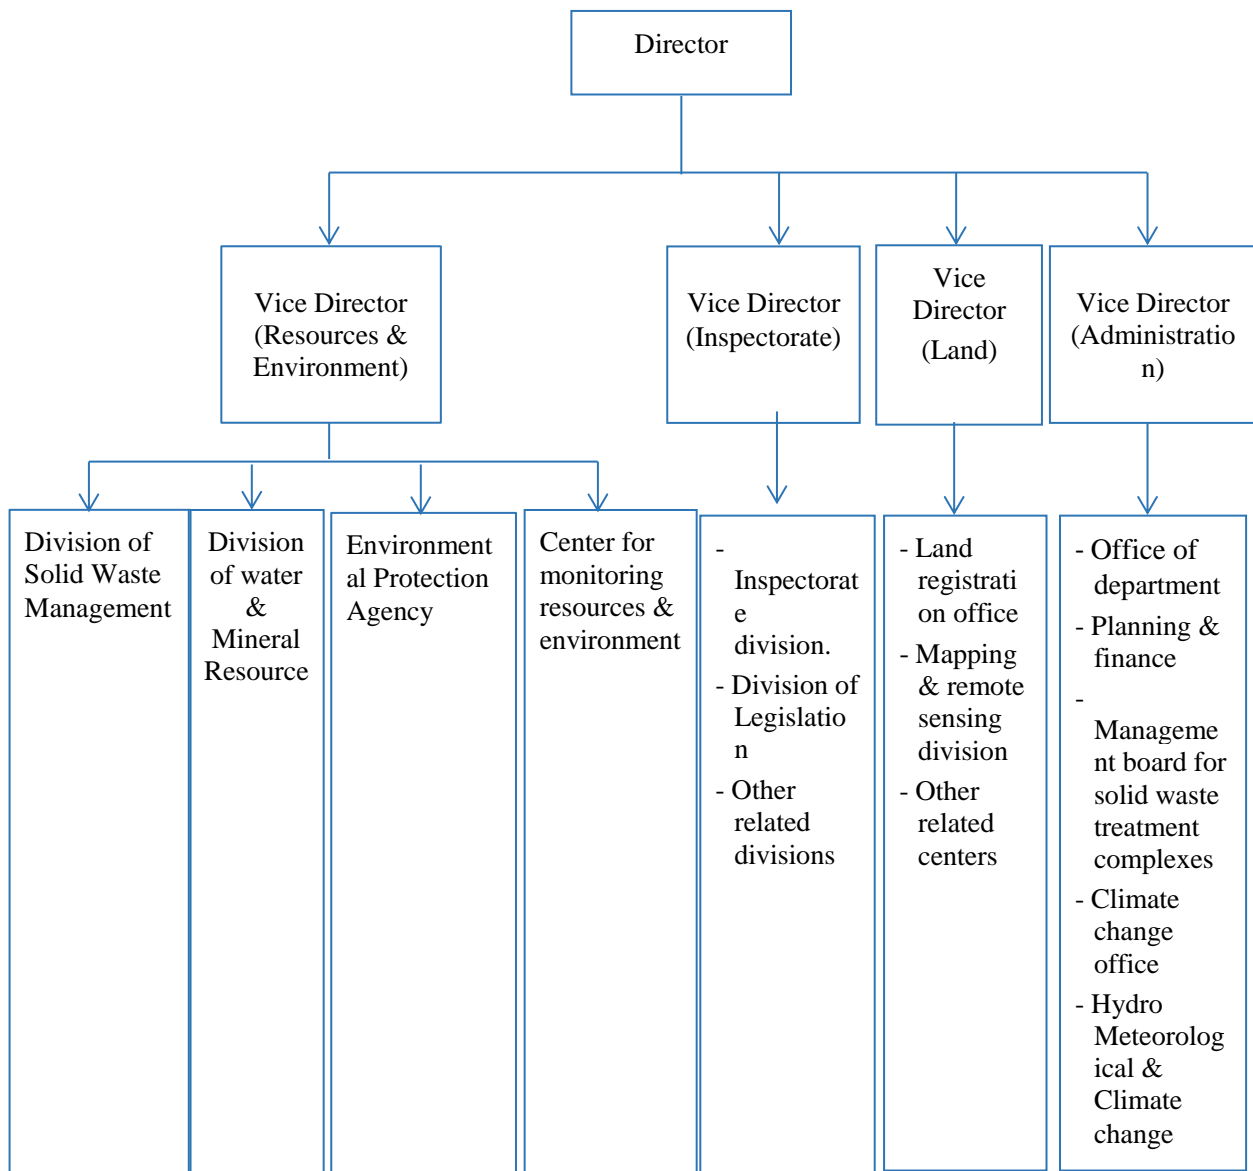 Director
Vice Director
(Resources &
Environment)
Vice Director
(Inspectorate)
Vice
Director
(Land)
Vice Director
(Administratio
n)
Division of
Solid Waste
Management
Division
of water
&
Mineral
Resource
Environment
al Protection
Agency
Center for
monitoring
resources &
environment
-
Inspectorat
e
division.
- Division of
Legislatio
n
- Other
related
divisions
- Land
registrati
on office
- Mapping
& remote
sensing
division
- Other
related
centers
- Office of
department
- Planning &
finance
-
Manageme
nt board for
solid waste
treatment
complexes
- Climate
change
office
- Hydro
Meteorolog
ical &
Climate
change